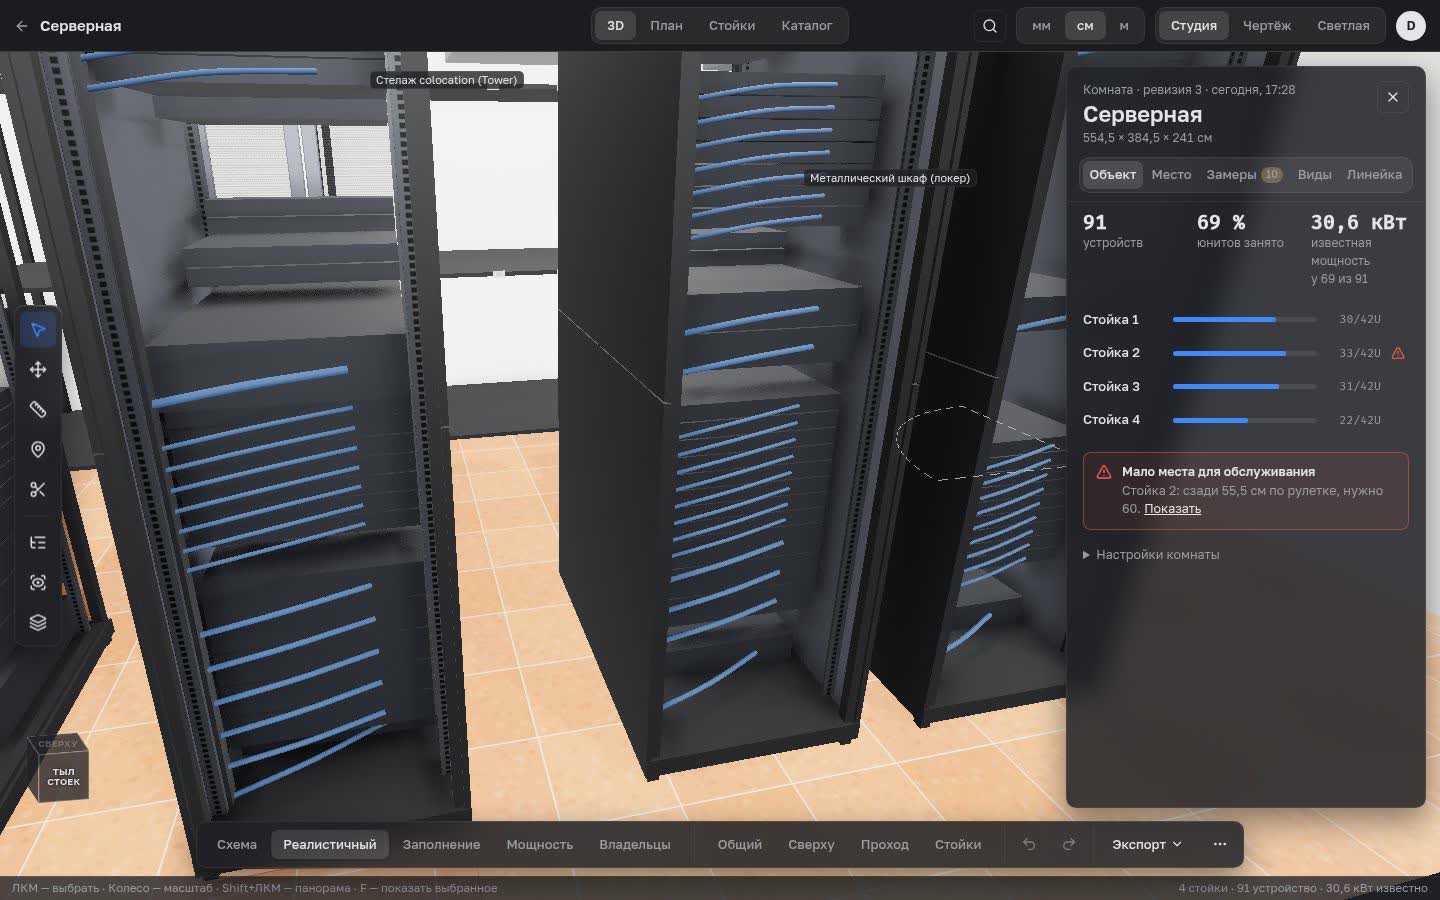 Серверная
3D
План
Стойки
Каталог
мм
см
м
Студия
Чертёж
Светлая
D
Стелаж colocation (Tower)
Металлический шкаф (локер)
Комната · ревизия 3 · сегодня, 17:28
Серверная
554,5 × 384,5 × 241 см
Объект
Место
Замеры 10
Виды
Линейка
91
устройств
69 %
юнитов занято
30,6 кВт
известная
мощность
у 69 из 91
Стойка 1 30/42U
Стойка 2 33/42U
Стойка 3 31/42U
Стойка 4 22/42U
Мало места для обслуживания
Стойка 2: сзади 55,5 см по рулетке, нужно
60. Показать
Настройки комнаты
СВЕРХУ
ТЫЛ
СТОЕК
Схема
Реалистичный
Заполнение
Мощность
Владельцы
Общий
Сверху
Проход
Стойки
Экспорт
ЛКМ — выбрать · Колесо — масштаб · Shift+ЛКМ — панорама · F — показать выбранное
4 стойки · 91 устройство · 30,6 кВт известно